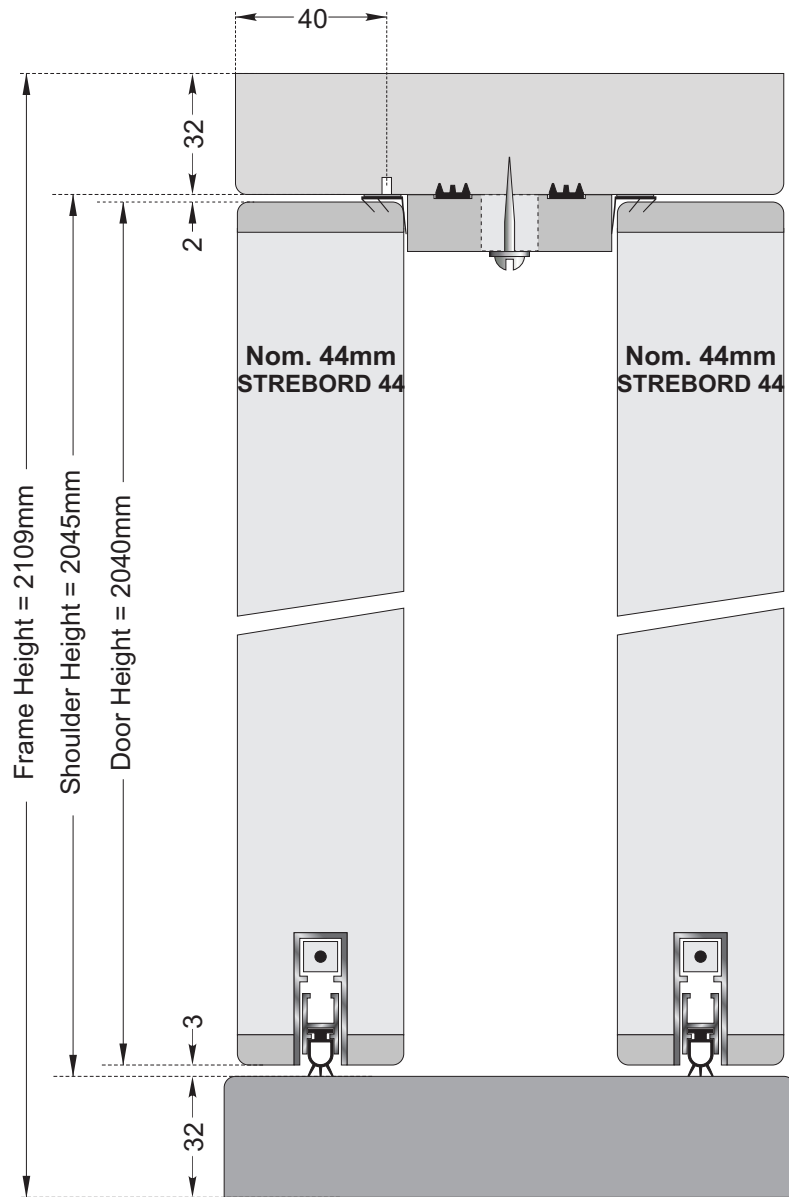 40
32
2
Nom. 44mm
STREBORD 44
Nom. 44mm
STREBORD 44
Frame Height = 2109mm
Shoulder Height = 2045mm
Door Height = 2040mm
3
32